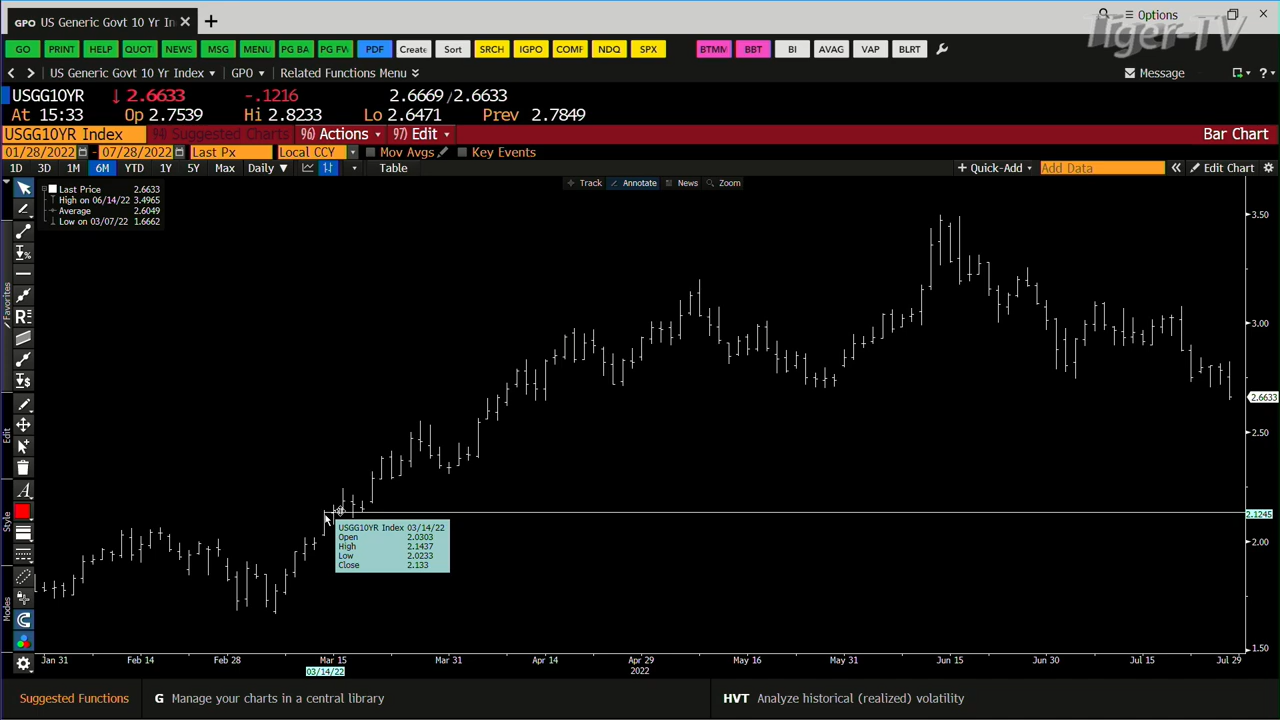 GPO US Generic Govt 10 Yr In
Options
Tiger-TV
GO PRINT HELP QUOT NEWS MSG MENU PG BA PG FW PDF Create Sort SRCH IGPO COMF NDQ SPX BTMM BBT BI AVAG VAP BLRT
US Generic Govt 10 Yr Index GPO Related Functions Menu Message
USGG10YR 2.6633 -.1216 2.6669/2.6633
At 15:33 Op 2.7539 Hi 2.8233 Lo 2.6471 Prev 2.7849
USGG10YR Index 94) Suggested Charts 96) Actions 97) Edit Bar Chart
01/28/2022 - 07/28/2022 Last Px Local CCY Mov Avgs Key Events
1D 3D 1M 6M YTD 1Y 5Y Max Daily Table + Quick-Add Add Data Edit Chart
Track Annotate News Zoom
Last Price 2.6633
High on 06/14/22 3.4965
Average 2.6049
Low on 03/07/22 1.6662
Favorites
Edit
Style
Modes
3.50
3.00
2.6633
2.50
2.1245
2.00
1.50
USGG10YR Index 03/14/22
Open 2.0303
High 2.1437
Low 2.0233
Close 2.133
Jan 31 Feb 14 Feb 28 Mar 15 Mar 31 Apr 14 Apr 29 May 16 May 31 Jun 15 Jun 30 Jul 15 Jul 29
03/14/22 2022
Suggested Functions G Manage your charts in a central library HVT Analyze historical (realized) volatility